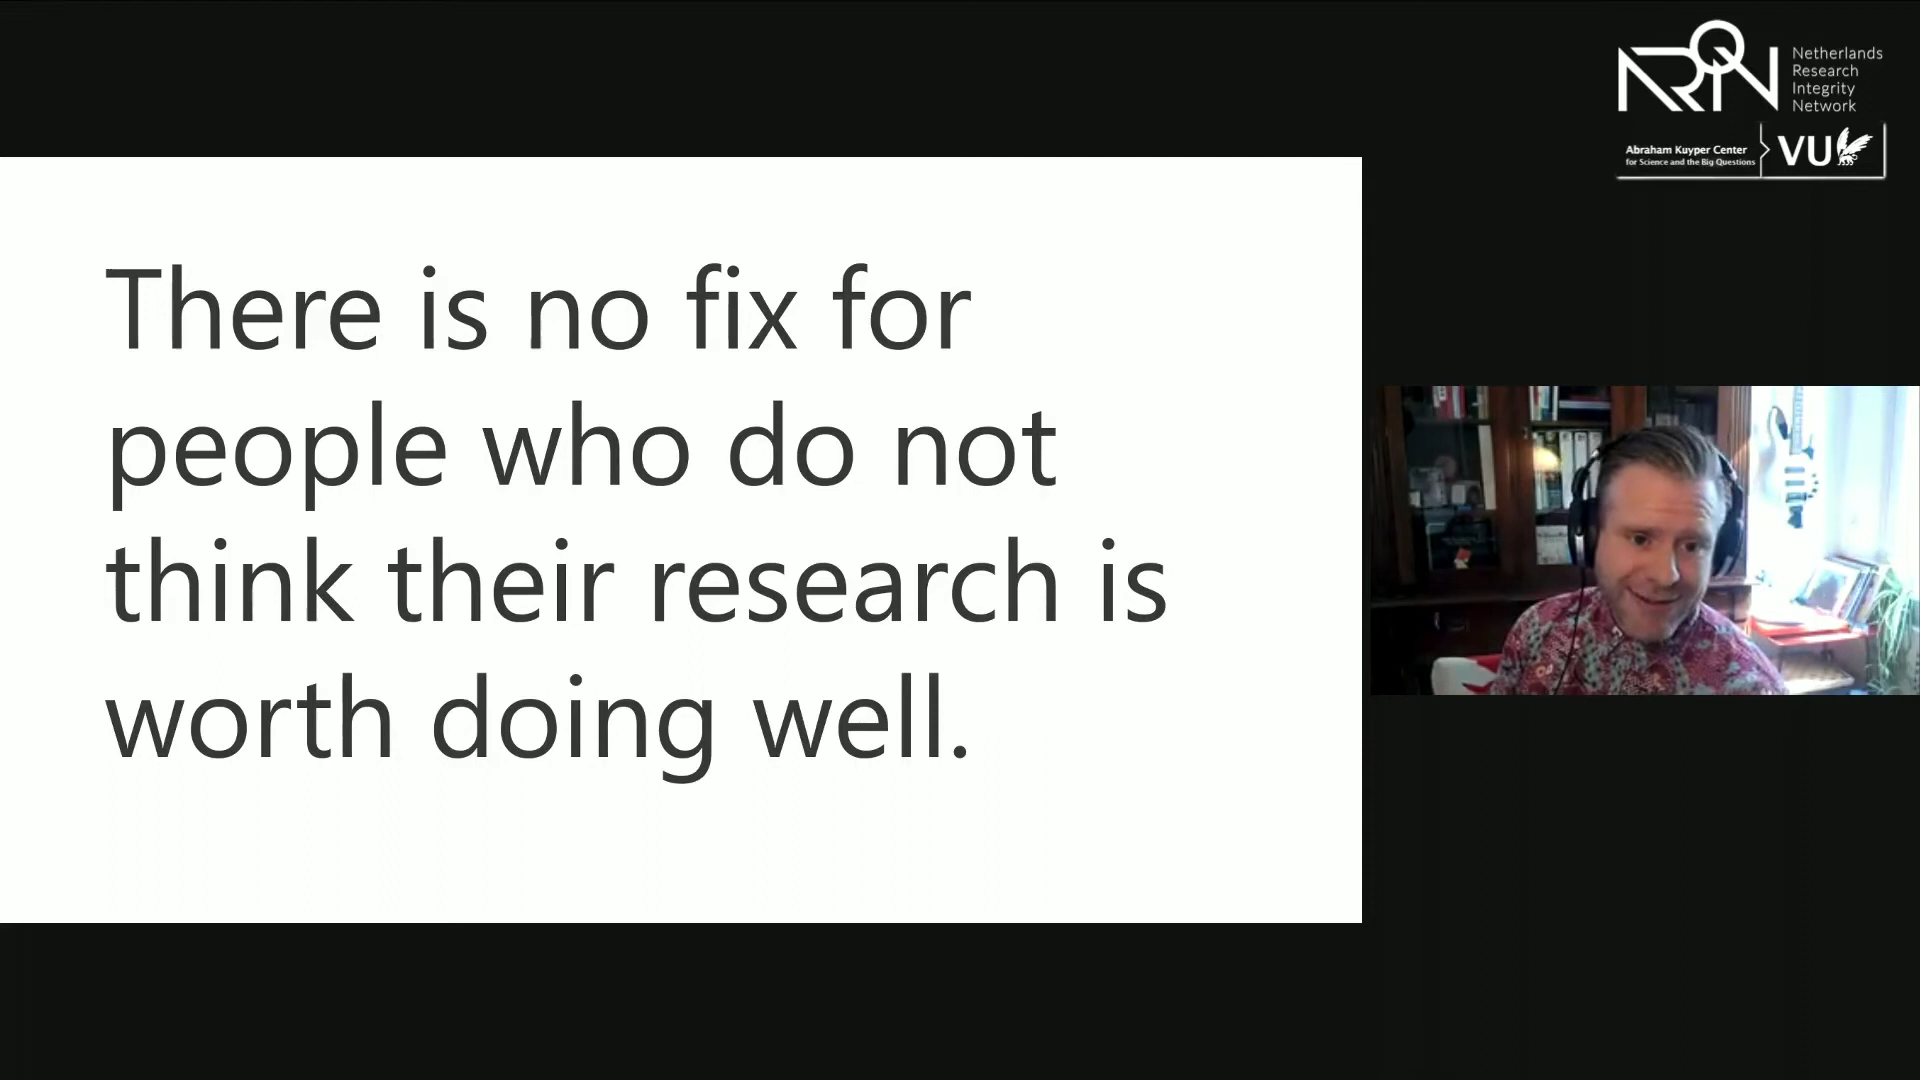 There is no fix for
people who do not
think their research is
worth doing well.
NRIN
Netherlands
Research
Integrity
Network
Abraham Kuyper Center
for Science and the Big Questions
VU